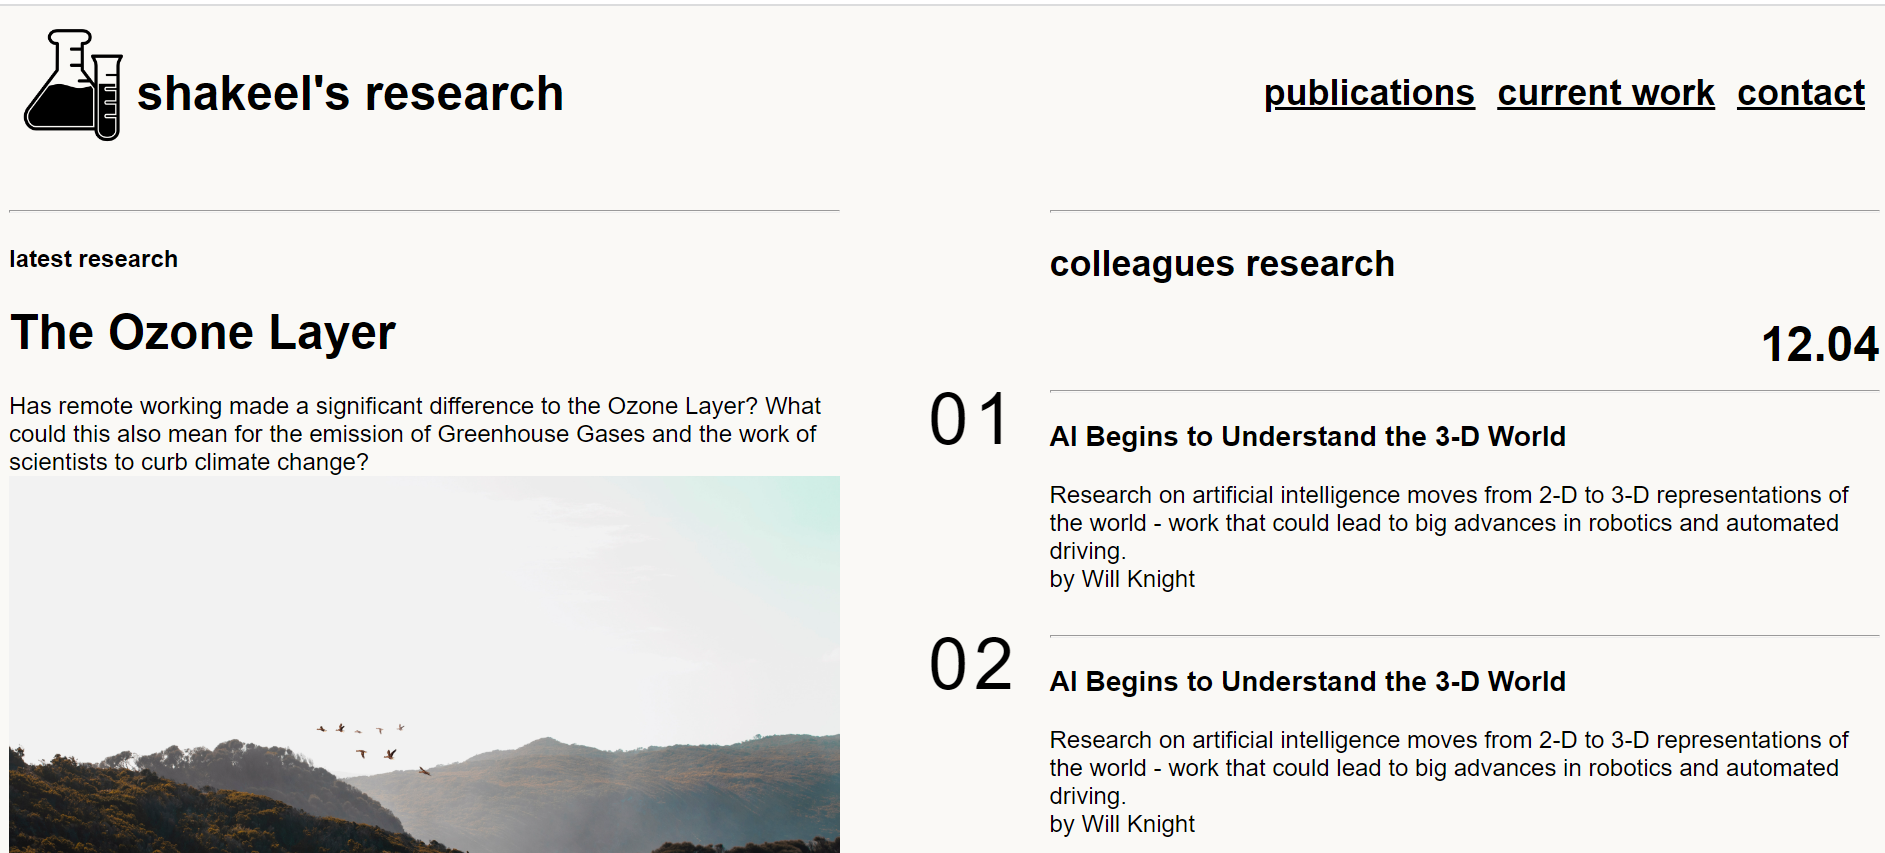 shakeel's research
publications current work contact
latest research
The Ozone Layer
Has remote working made a significant difference to the Ozone Layer? What
could this also mean for the emission of Greenhouse Gases and the work of
scientists to curb climate change?
colleagues research
12.04
01
AI Begins to Understand the 3-D World
Research on artificial intelligence moves from 2-D to 3-D representations of
the world - work that could lead to big advances in robotics and automated
driving.
by Will Knight
02
AI Begins to Understand the 3-D World
Research on artificial intelligence moves from 2-D to 3-D representations of
the world - work that could lead to big advances in robotics and automated
driving.
by Will Knight